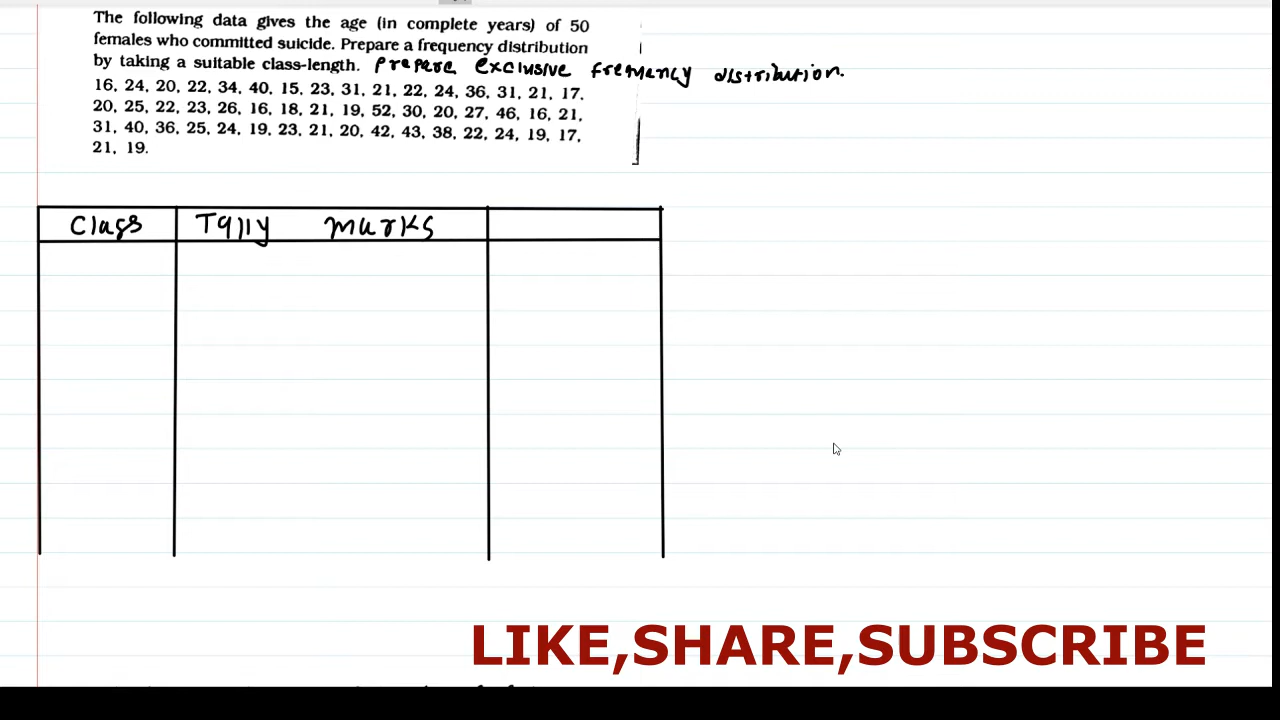 The following data gives the age (in complete years) of 50
females who committed suicide. Prepare a frequency distribution
by taking a suitable class-length. Prepare exclusive frequency distribution.
16, 24, 20, 22, 34, 40, 15, 23, 31, 21, 22, 24, 36, 31, 21, 17,
20, 25, 22, 23, 26, 16, 18, 21, 19, 52, 30, 20, 27, 46, 16, 21,
31, 40, 36, 25, 24, 19, 23, 21, 20, 42, 43, 38, 22, 24, 19, 17,
21, 19.
Class Tally marks
LIKE,SHARE,SUBSCRIBE